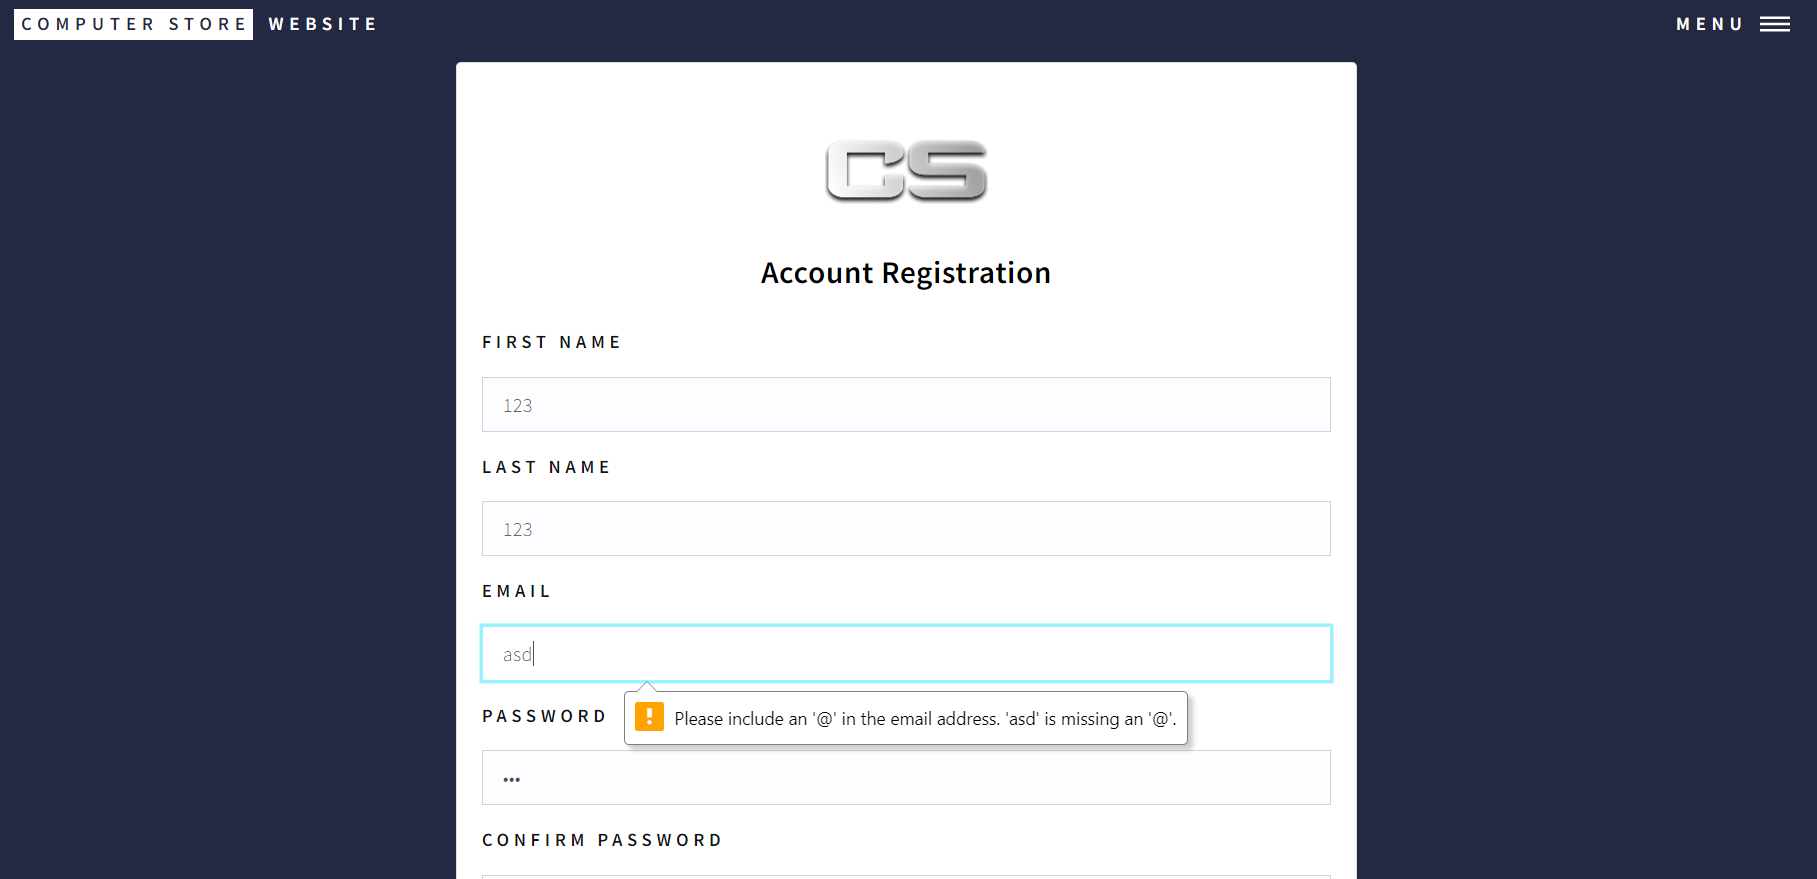 COMPUTER STORE WEBSITE
MENU
CS
Account Registration
FIRST NAME
123
LAST NAME
123
EMAIL
asd
Please include an '@' in the email address. 'asd' is missing an '@'.
PASSWORD
•••
CONFIRM PASSWORD